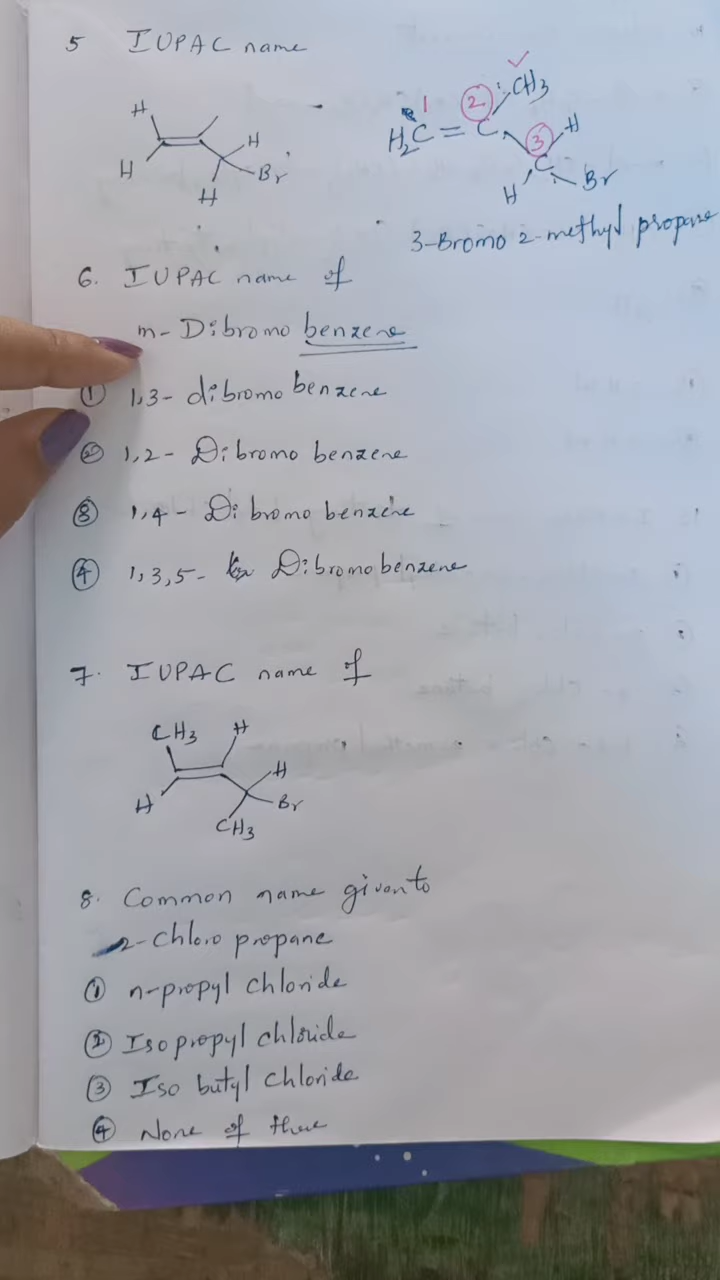 5 IUPAC name
H
H
H
Br
H
1
2
CH3
H2C = C
3
H
C
H
Br
3-Bromo 2-methyl propane
6. IUPAC name of
m-Dibromo benzene
1 1,3- dibromo benzene
2 1,2- Dibromo benzene
3 1,4- Dibromo benzene
4 1,3,5- Dibromobenzene
7. IUPAC name of
CH3 H
H
H
Br
CH3
8. Common name given to
2-chloro propane
1 n-propyl chloride
2 Isopropyl chloride
3 Iso butyl chloride
4 None of